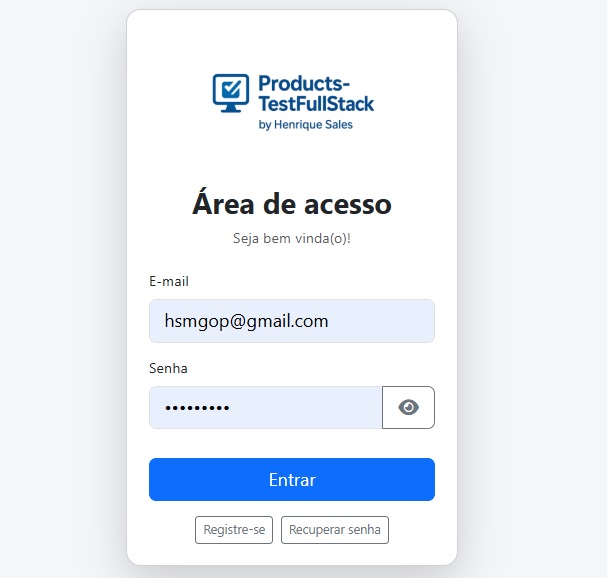 Products-
TestFullStack
by Henrique Sales
Área de acesso
Seja bem vinda(o)!
E-mail
hsmgop@gmail.com
Senha
•••••••••
Entrar
Registre-se Recuperar senha